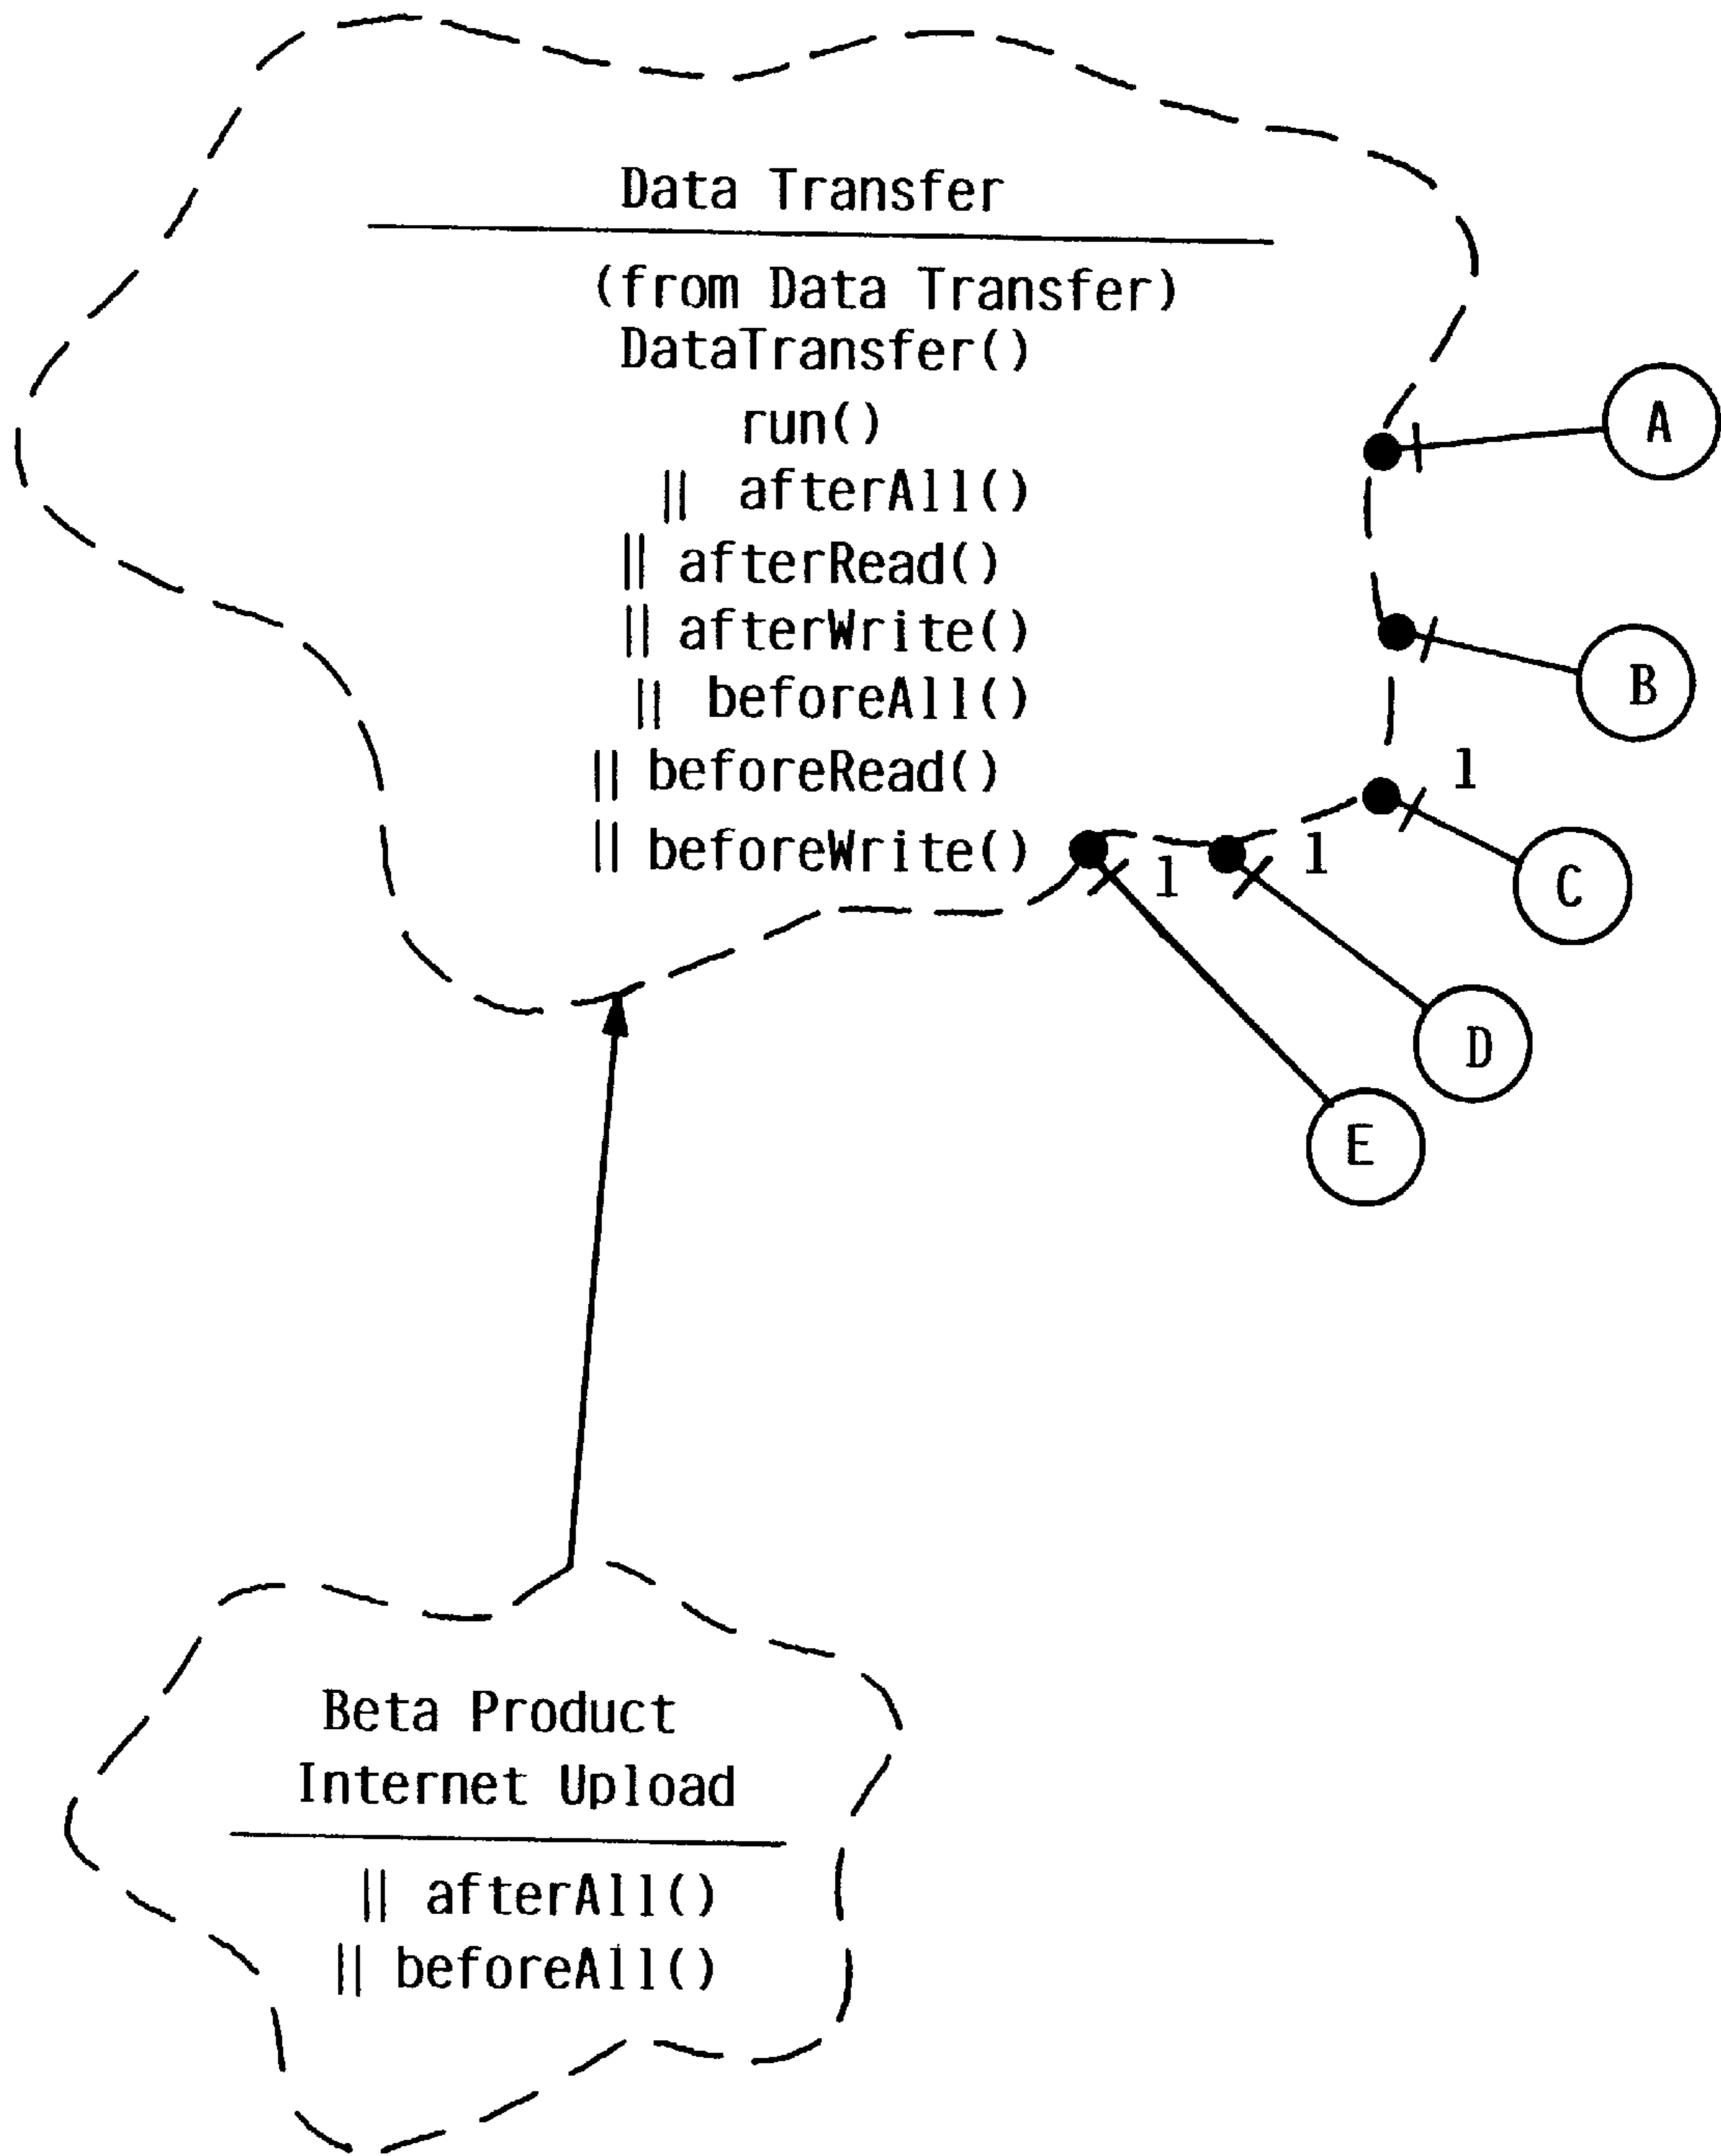 Data Transfer
(from Data Transfer)
DataTransfer()
run()
|| afterAll()
|| afterRead()
|| afterWrite()
|| beforeAll()
|| beforeRead()
|| beforeWrite()
A
B
1
C
1
D
1
E
Beta Product
Internet Upload
|| afterAll()
|| beforeAll()